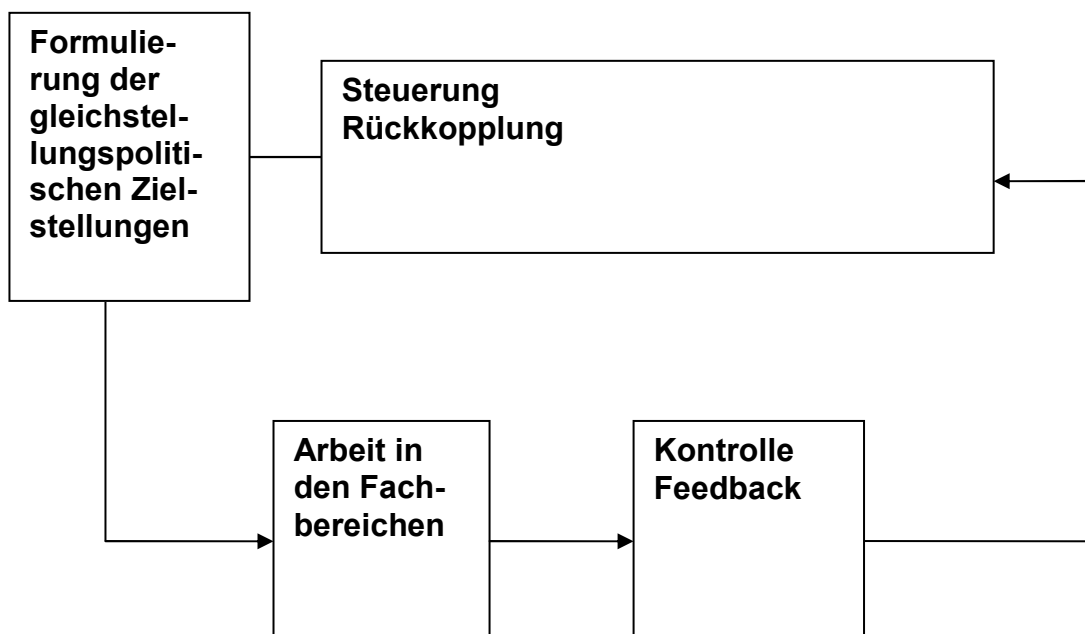 Formulie-
rung der
gleichstel-
lungspoliti-
schen Ziel-
stellungen
Steuerung
Rückkopplung
Arbeit in
den Fach-
bereichen
Kontrolle
Feedback